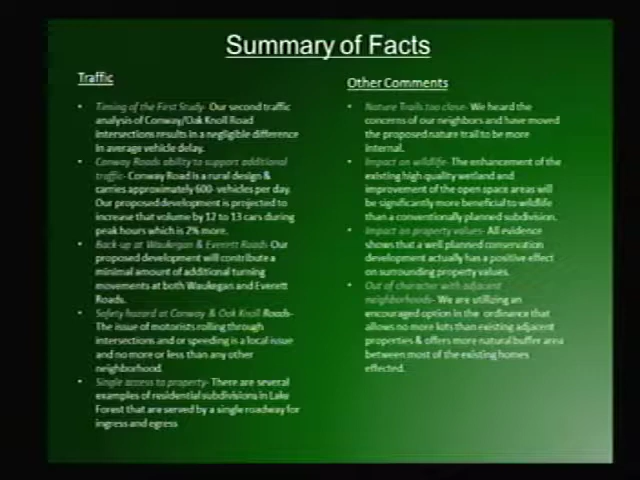 Summary of Facts
Traffic
• Timing of the First Study- Our second traffic
analysis of Conway/Oak Knoll Road
intersections results in a negligible difference
in average vehicle delay.
• Conway Roads ability to support additional
traffic- Conway Road is a rural design &
carries approximately 600- vehicles per day.
Our proposed development is projected to
increase that volume by 12 to 13 cars during
peak hours which is 2% more.
• Back-up at Waukegan & Everett Roads-Our
proposed development will contribute a
minimal amount of additional turning
movements at both Waukegan and Everett
Roads.
• Safety hazard at Conway & Oak Knoll Roads-
The issue of motorists rolling through
intersections and or speeding is a local issue
and no more or less than any other
neighborhood.
• Single access to property- There are several
examples of residential subdivisions in Lake
Forest that are served by a single roadway for
ingress and egress
Other Comments
• Nature Trails too close- We heard the
concerns of our neighbors and have moved
the proposed nature trail to be more
internal.
• Impact on wildlife- The enhancement of the
existing high quality wetland and
improvement of the open space areas will
be significantly more beneficial to wildlife
than a conventionally planned subdivision.
• Impact on property values- All evidence
shows that a well planned conservation
development actually has a positive effect
on surrounding property values.
• Out of character with adjacent
neighborhoods- We are utilizing an
encouraged option in the ordinance that
allows no more lots than existing adjacent
properties & offers more natural buffer area
between most of the existing homes
effected.